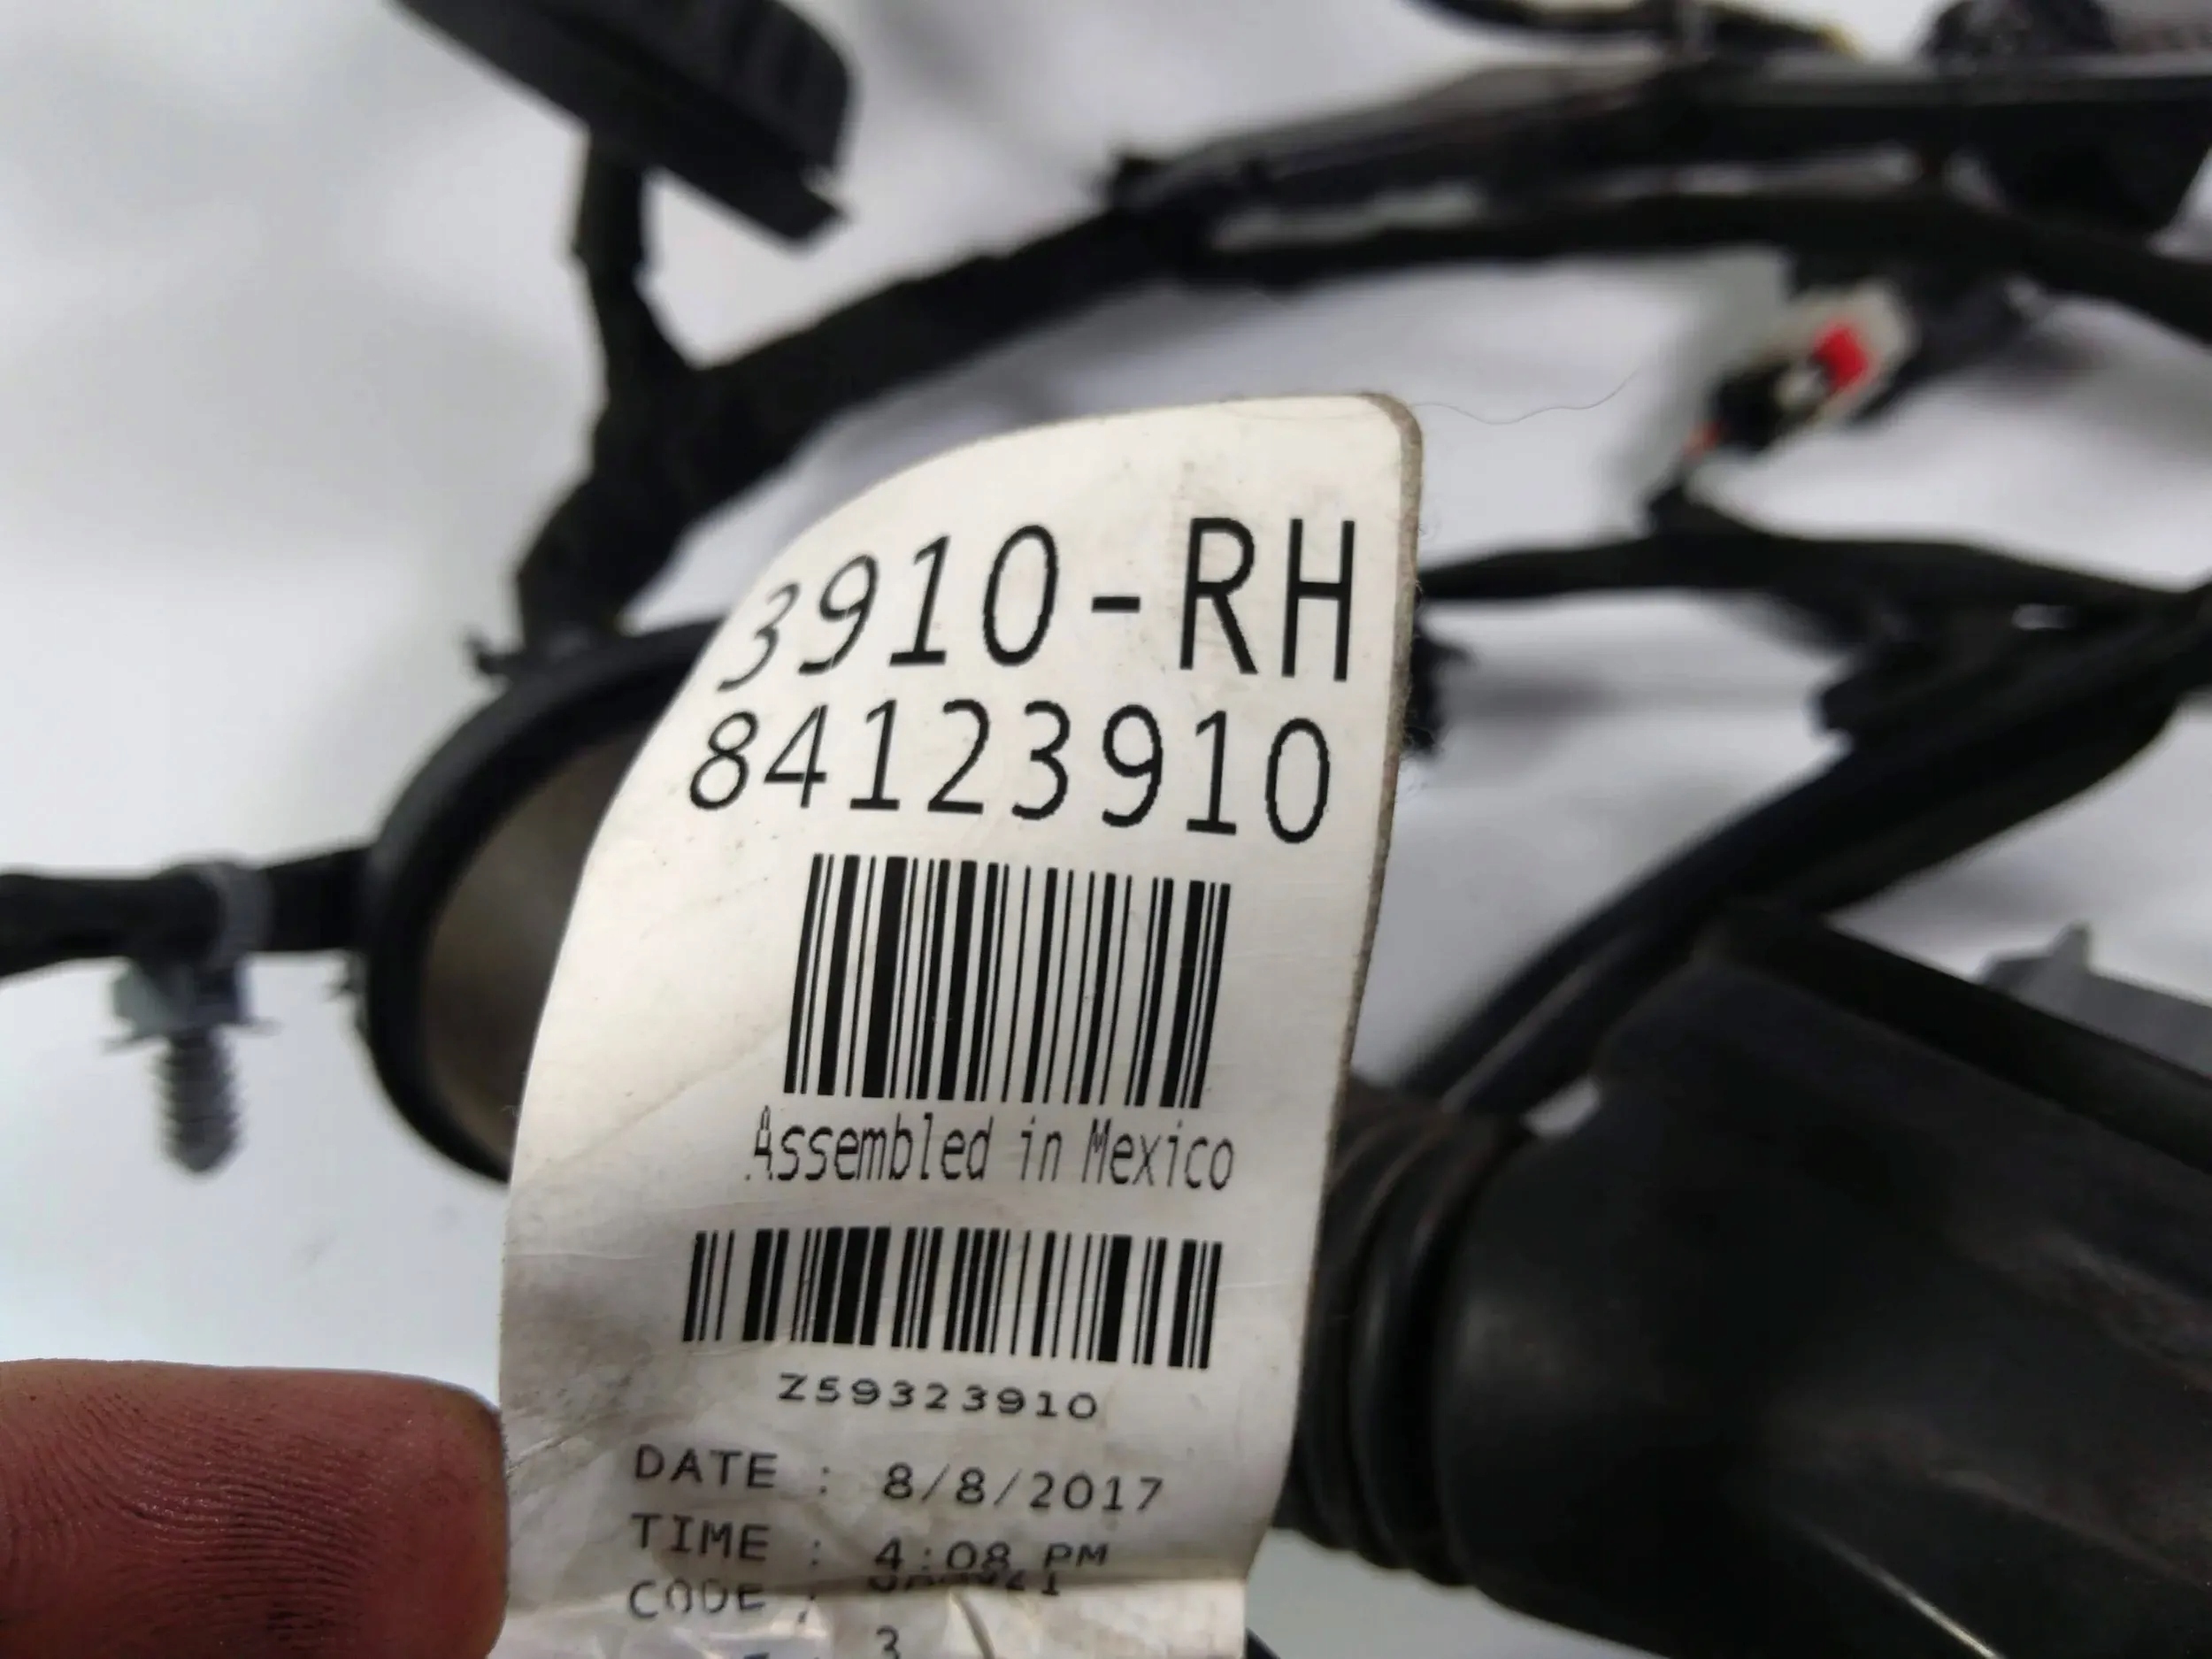 3910-RH
84123910
Assembled in Mexico
Z59323910
DATE : 8/8/2017
TIME : 4:08 PM
CODE :
3